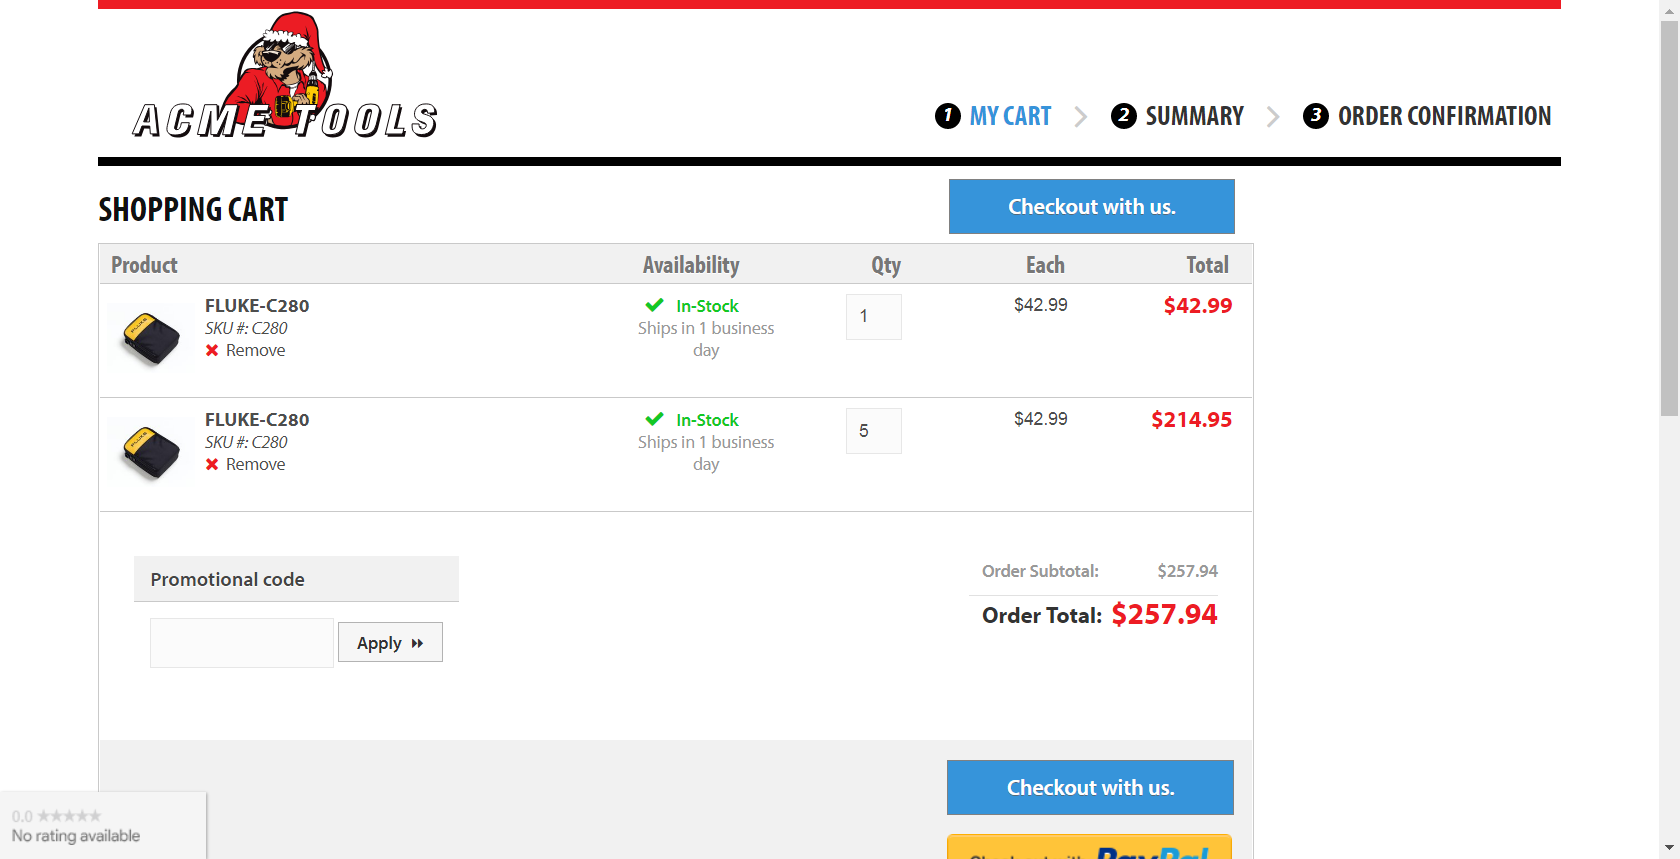 ACME TOOLS
1 MY CART 2 SUMMARY 3 ORDER CONFIRMATION
SHOPPING CART
Checkout with us.
Product Availability Qty Each Total
FLUKE-C280 In-Stock 1 $42.99 $42.99
SKU #: C280 Ships in 1 business
Remove day
FLUKE-C280 In-Stock 5 $42.99 $214.95
SKU #: C280 Ships in 1 business
Remove day
Promotional code
Order Subtotal: $257.94
Order Total: $257.94
Apply
Checkout with us.
0.0 ★★★★★
No rating available
Checkout with PayPal